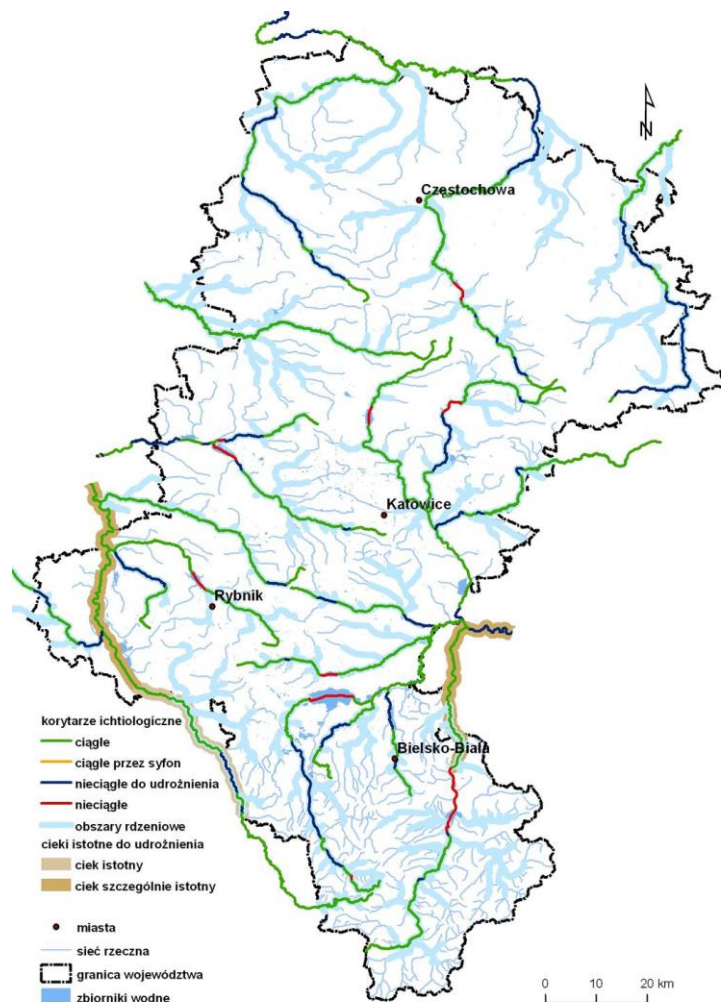 N
Częstochowa
Katowice
Rybnik
Bielsko-Biała
korytarze ichtiologiczne
ciągłe
ciągłe przez syfon
nieciągłe do udrożnienia
nieciągłe
obszary rdzeniowe
cieki istotne do udrożnienia
ciek istotny
ciek szczególnie istotny
miasta
sieć rzeczna
granica województwa
zbiorniki wodne
0 10 20 km